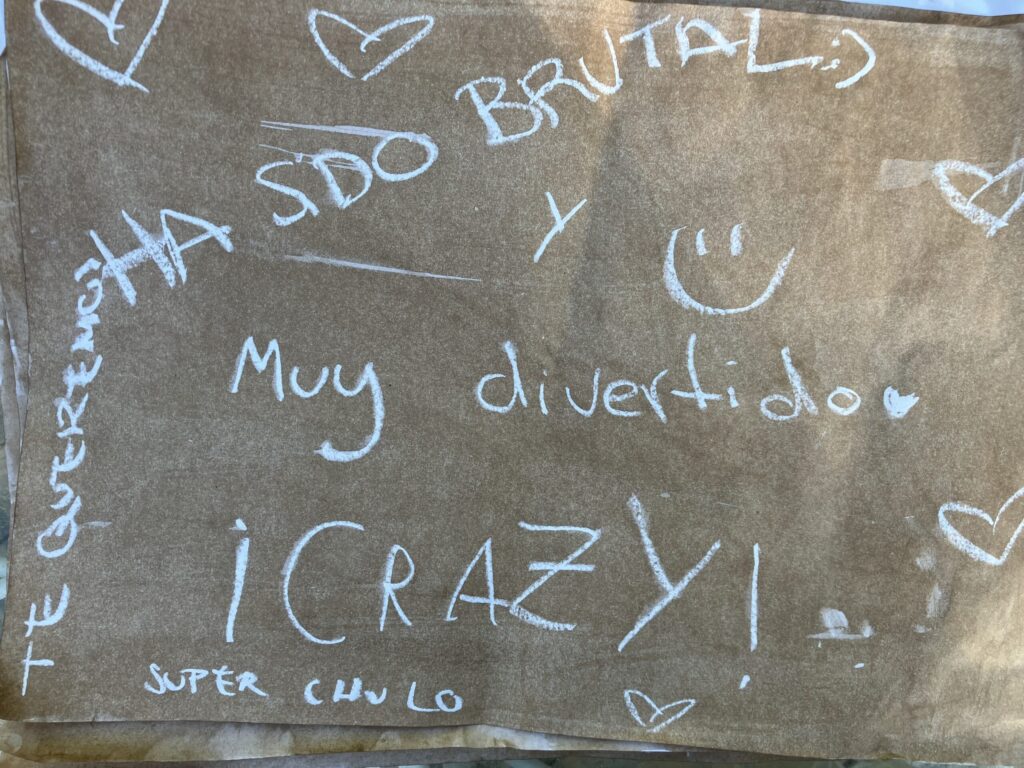 HA SIDO BRUTAL :)
Y
Muy divertido
¡CRAZY!
SUPER CHULO
TE QUEREMOS